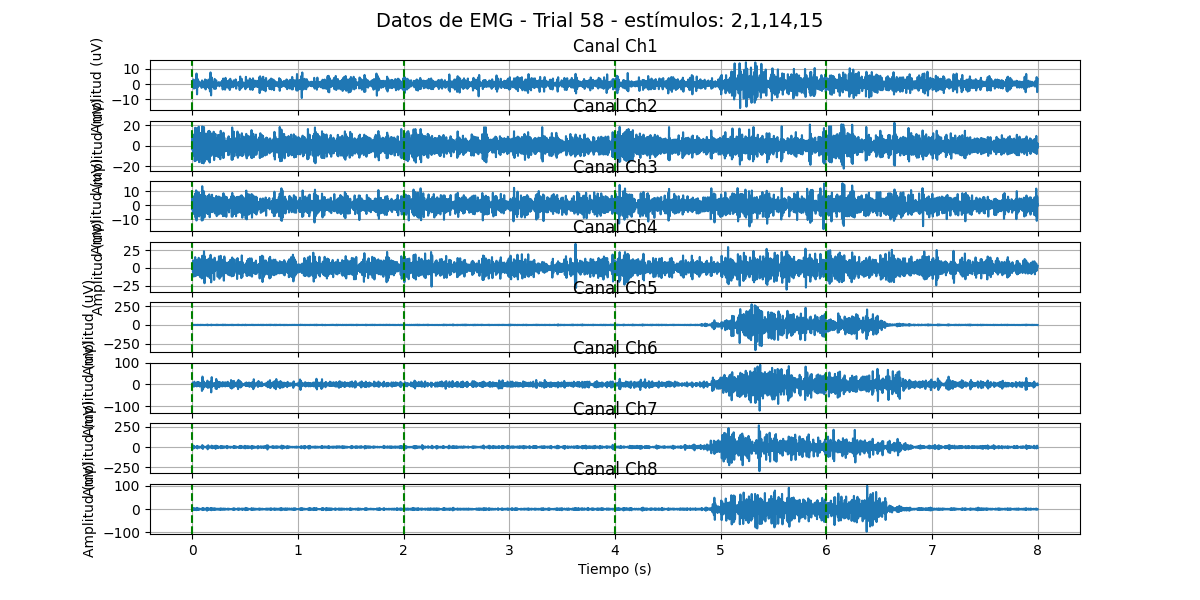 Datos de EMG - Trial 58 - estímulos: 2,1,14,15
Canal Ch1
Amplitud (uV)
10
0
−10
Canal Ch2
20
0
−20
Canal Ch3
10
0
−10
Canal Ch4
25
0
−25
Canal Ch5
250
0
−250
Canal Ch6
100
0
−100
Canal Ch7
250
0
−250
Canal Ch8
100
0
−100
0 1 2 3 4 5 6 7 8
Tiempo (s)